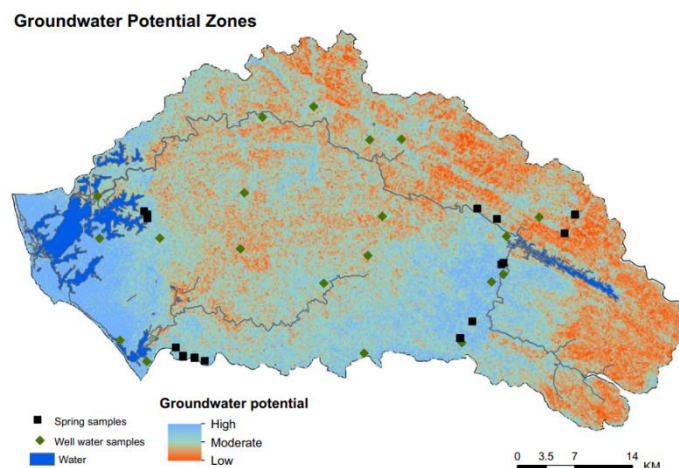 Groundwater Potential Zones
Spring samples
Well water samples
Water
Groundwater potential
High
Moderate
Low
0 3.5 7 14
KM